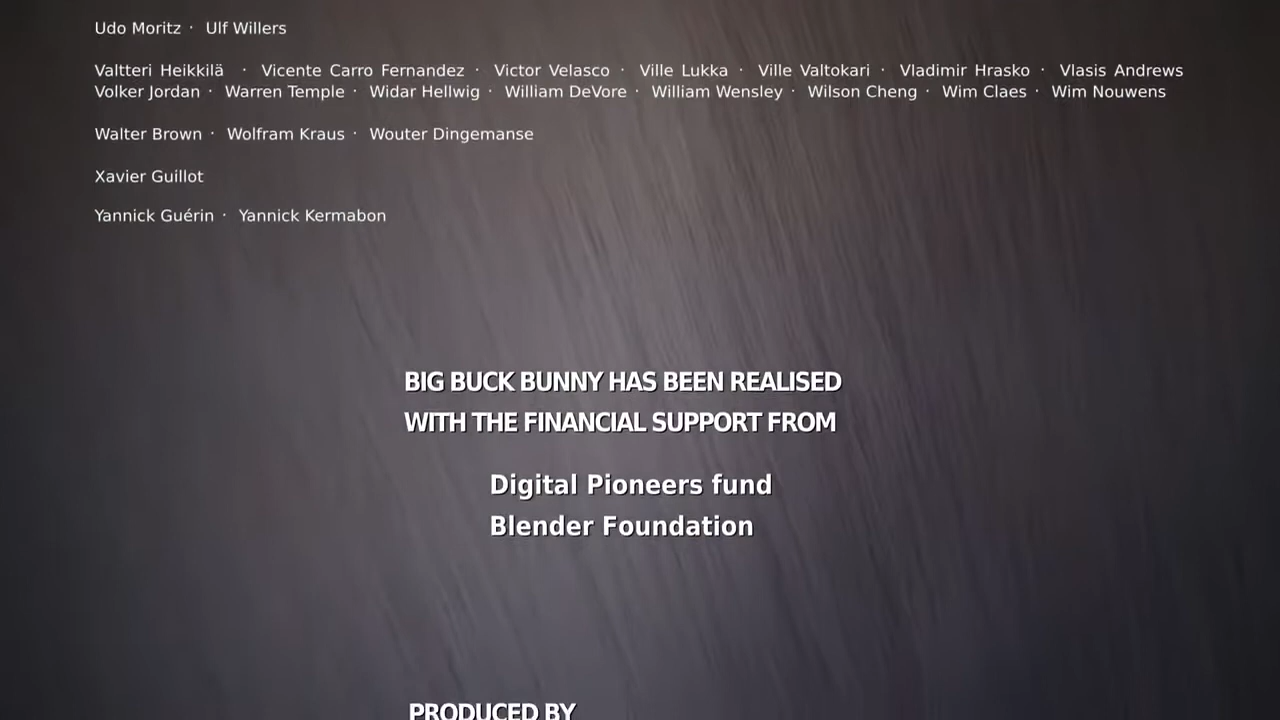 Udo Moritz · Ulf Willers
Valtteri Heikkilä · Vicente Carro Fernandez · Victor Velasco · Ville Lukka · Ville Valtokari · Vladimir Hrasko · Vlasis Andrews
Volker Jordan · Warren Temple · Widar Hellwig · William DeVore · William Wensley · Wilson Cheng · Wim Claes · Wim Nouwens
Walter Brown · Wolfram Kraus · Wouter Dingemanse
Xavier Guillot
Yannick Guérin · Yannick Kermabon
BIG BUCK BUNNY HAS BEEN REALISED
WITH THE FINANCIAL SUPPORT FROM
Digital Pioneers fund
Blender Foundation
PRODUCED BY